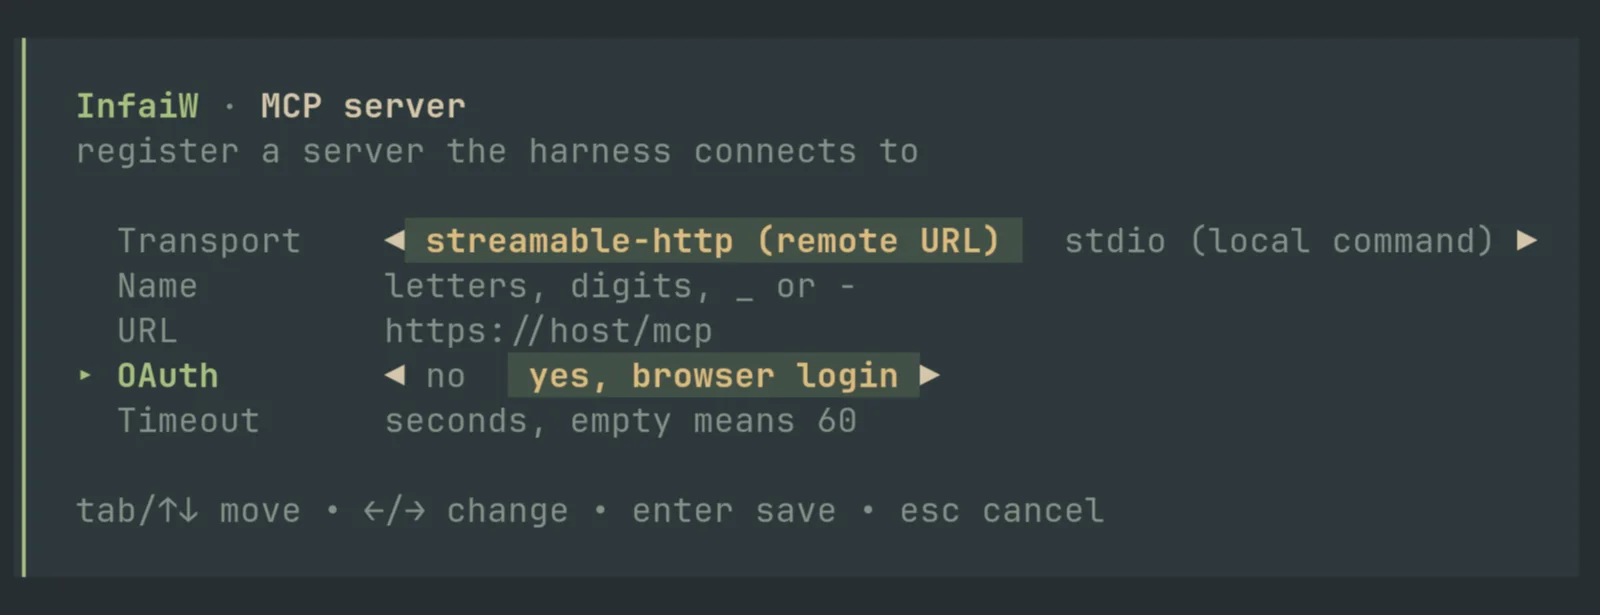 InfaiW · MCP server
register a server the harness connects to
Transport ◀ streamable-http (remote URL) stdio (local command) ▶
Name letters, digits, _ or -
URL https://host/mcp
▸ OAuth ◀ no yes, browser login ▶
Timeout seconds, empty means 60
tab/↑↓ move • ←/→ change • enter save • esc cancel